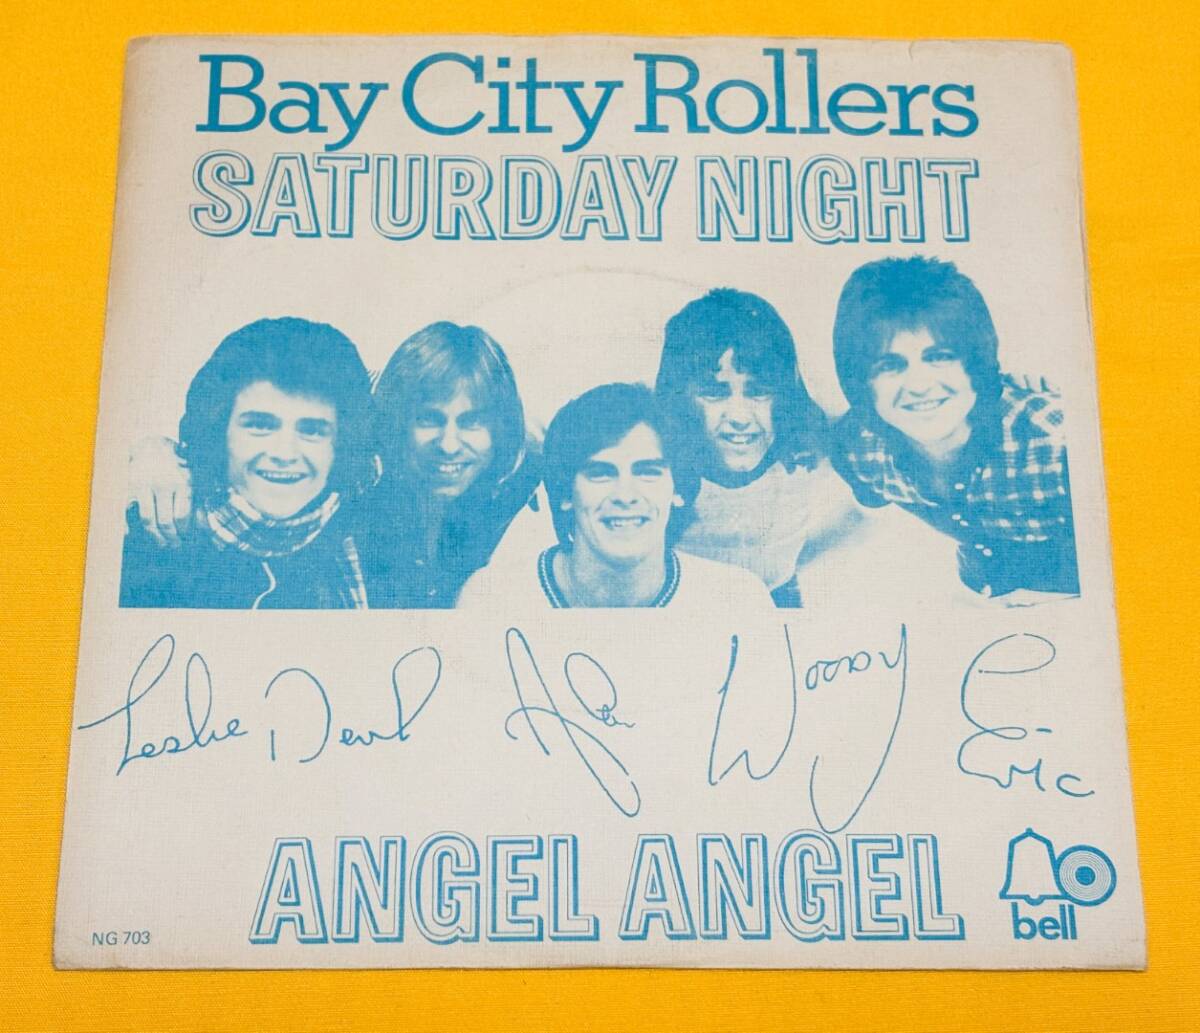 Bay City Rollers
SATURDAY NIGHT
Leslie Derek Alan Woody Eric
ANGEL ANGEL
NG 703
bell